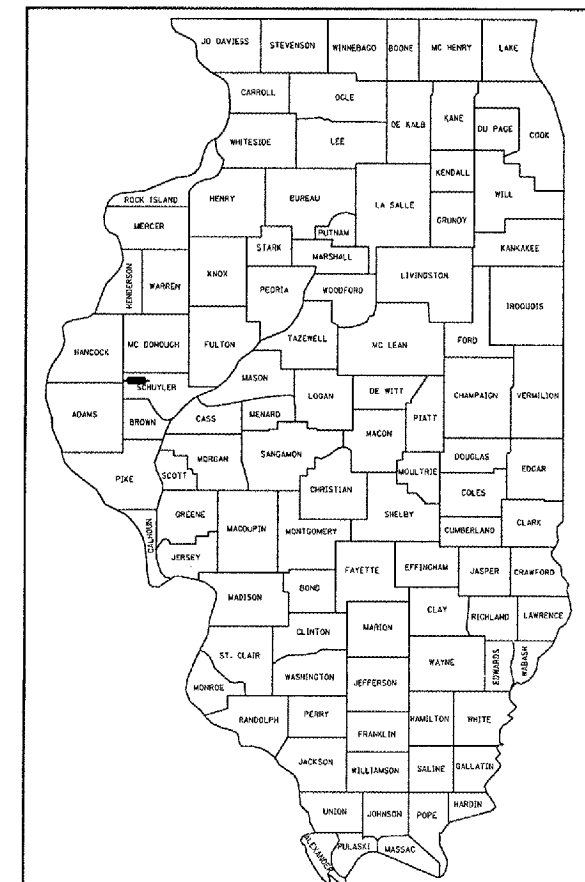 JO DAVIESS STEVENSON WINNEBAGO BOONE MC HENRY LAKE
CARROLL OGLE DE KALB KANE DU PAGE COOK
WHITESIDE LEE
KENDALL
ROCK ISLAND HENRY BUREAU LA SALLE GRUNDY WILL
MERCER PUTNAM
STARK MARSHALL KANKAKEE
HENDERSON WARREN KNOX PEORIA WOODFORD LIVINGSTON IROQUOIS
HANCOCK MC DONOUGH FULTON TAZEWELL MC LEAN FORD
MASON
SCHUYLER LOGAN DE WITT CHAMPAIGN VERMILION
ADAMS BROWN CASS MENARD PIATT
MACON
MORGAN SANGAMON DOUGLAS
PIKE SCOTT MOULTRIE EDGAR
CHRISTIAN COLES
GREENE MACOUPIN SHELBY CLARK
CALHOUN MONTGOMERY CUMBERLAND
JERSEY EFFINGHAM
FAYETTE JASPER CRAWFORD
MADISON BOND
CLAY RICHLAND LAWRENCE
CLINTON MARION
ST. CLAIR WAYNE EDWARDS WABASH
WASHINGTON JEFFERSON
MONROE
RANDOLPH PERRY HAMILTON WHITE
FRANKLIN
JACKSON WILLIAMSON SALINE GALLATIN
UNION JOHNSON POPE HARDIN
ALEXANDER PULASKI MASSAC